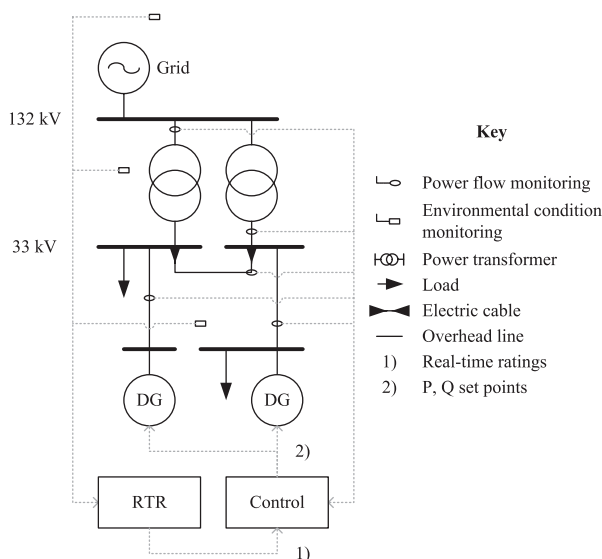 Grid
132 kV
33 kV
DG
DG
2)
RTR
Control
1)
Key
Power flow monitoring
Environmental condition
monitoring
Power transformer
Load
Electric cable
Overhead line
1) Real-time ratings
2) P, Q set points